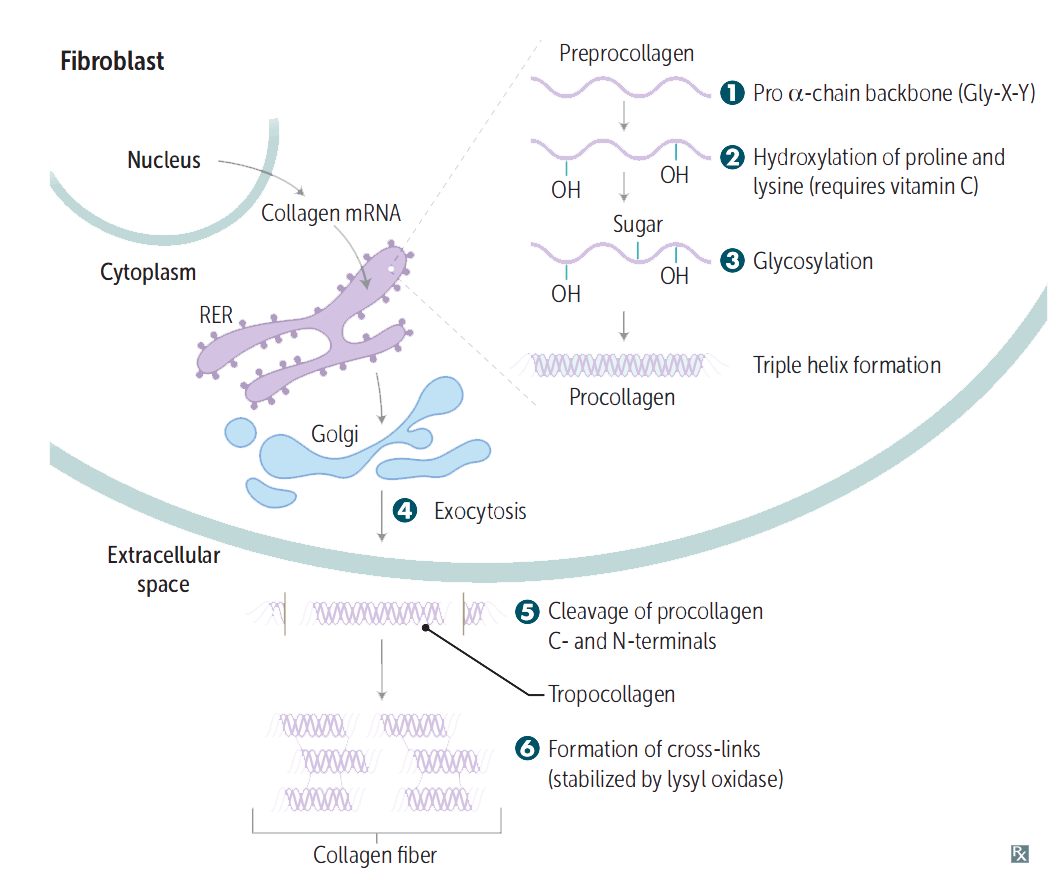 Fibroblast
Nucleus
Collagen mRNA
Cytoplasm
RER
Golgi
Preprocollagen
1 Pro α-chain backbone (Gly-X-Y)
2 Hydroxylation of proline and
lysine (requires vitamin C)
OH
OH
Sugar
3 Glycosylation
OH
OH
Triple helix formation
Procollagen
4 Exocytosis
Extracellular
space
5 Cleavage of procollagen
C- and N-terminals
Tropocollagen
6 Formation of cross-links
(stabilized by lysyl oxidase)
Collagen fiber
Rx